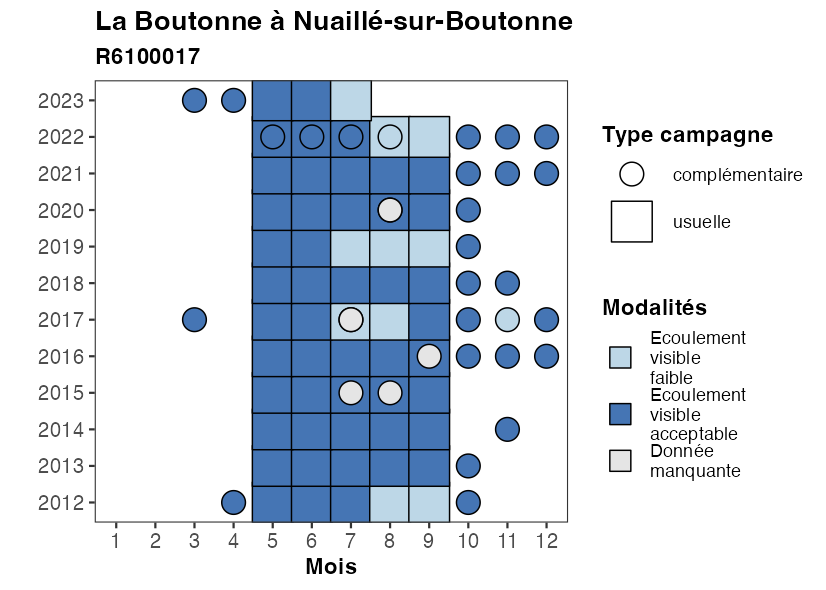 La Boutonne à Nuaillé-sur-Boutonne
R6100017
2023
2022
2021
2020
2019
2018
2017
2016
2015
2014
2013
2012
1 2 3 4 5 6 7 8 9 10 11 12
Mois
Type campagne
complémentaire
usuelle
Modalités
Ecoulement
visible
faible
Ecoulement
visible
acceptable
Donnée
manquante